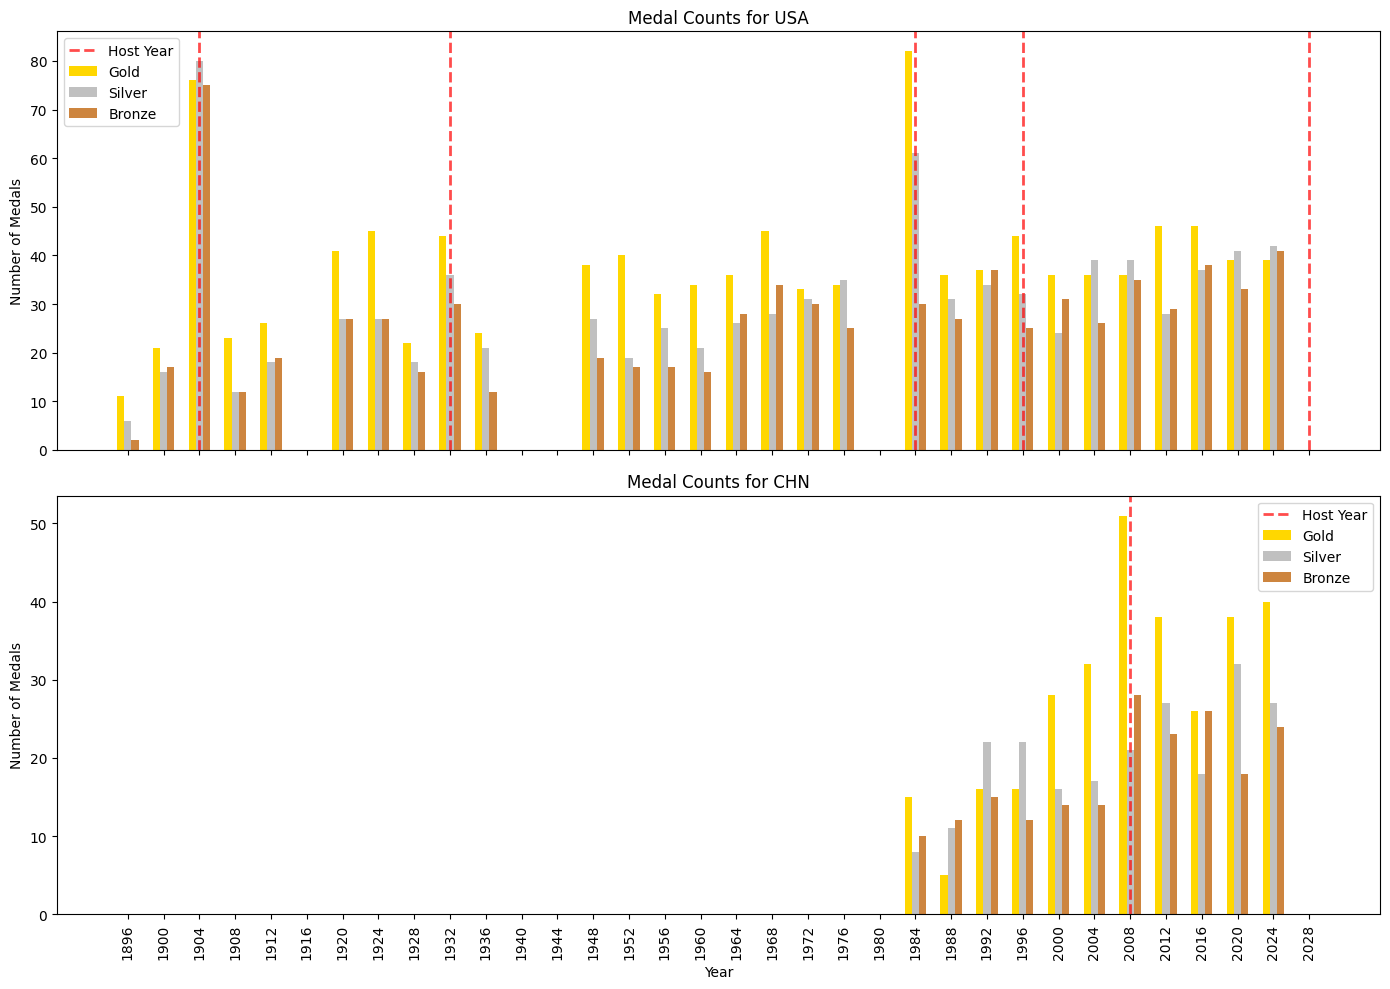 Medal Counts for USA
Host Year
Gold
Silver
Bronze
Number of Medals
80
70
60
50
40
30
20
10
0
Medal Counts for CHN
Host Year
Gold
Silver
Bronze
Number of Medals
50
40
30
20
10
0
1896 1900 1904 1908 1912 1916 1920 1924 1928 1932 1936 1940 1944 1948 1952 1956 1960 1964 1968 1972 1976 1980 1984 1988 1992 1996 2000 2004 2008 2012 2016 2020 2024 2028
Year